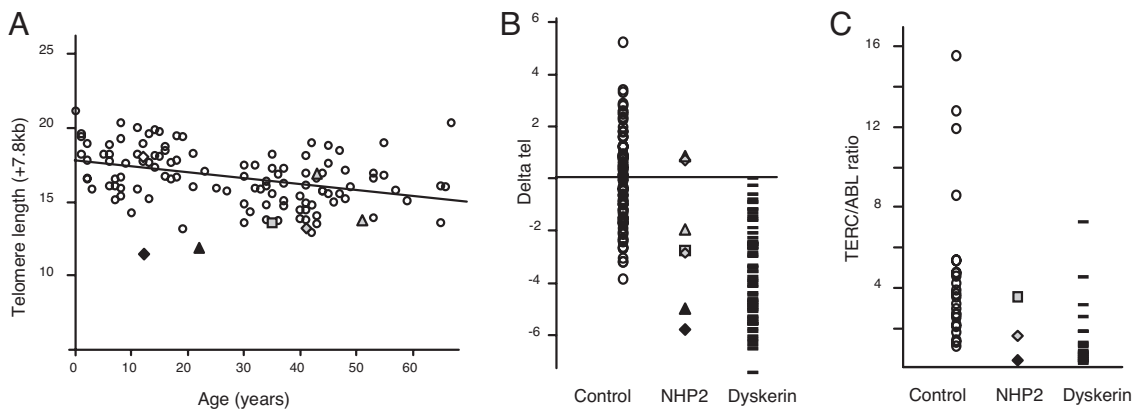 A
25
20
15
10
Telomere length (+7.8kb)
0
10
20
30
40
50
60
Age (years)
B
6
4
2
0
-2
-4
-6
Delta tel
Control
NHP2
Dyskerin
C
16
12
8
4
TERC/ABL ratio
Control
NHP2
Dyskerin